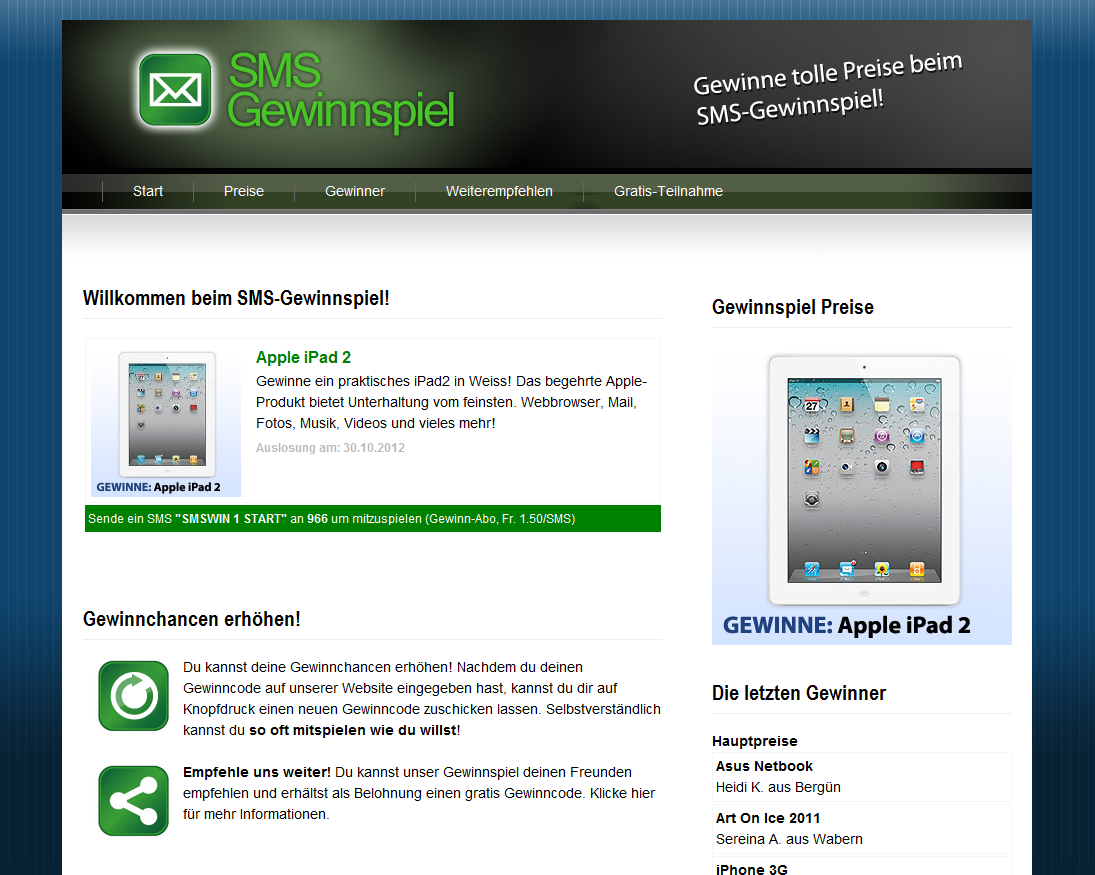 SMS
Gewinnspiel
Gewinne tolle Preise beim
SMS-Gewinnspiel!
Start
Preise
Gewinner
Weiterempfehlen
Gratis-Teilnahme
Willkommen beim SMS-Gewinnspiel!
Apple iPad 2
Gewinne ein praktisches iPad2 in Weiss! Das begehrte Apple-
Produkt bietet Unterhaltung vom feinsten. Webbrowser, Mail,
Fotos, Musik, Videos und vieles mehr!
Auslosung am: 30.10.2012
GEWINNE: Apple iPad 2
Sende ein SMS "SMSWIN 1 START" an 966 um mitzuspielen (Gewinn-Abo, Fr. 1.50/SMS)
Gewinnchancen erhöhen!
Du kannst deine Gewinnchancen erhöhen! Nachdem du deinen
Gewinncode auf unserer Website eingegeben hast, kannst du dir auf
Knopfdruck einen neuen Gewinncode zuschicken lassen. Selbstverständlich
kannst du so oft mitspielen wie du willst!
Empfehle uns weiter! Du kannst unser Gewinnspiel deinen Freunden
empfehlen und erhältst als Belohnung einen gratis Gewinncode. Klicke hier
für mehr Informationen.
Gewinnspiel Preise
27
GEWINNE: Apple iPad 2
Die letzten Gewinner
Hauptpreise
Asus Netbook
Heidi K. aus Bergün
Art On Ice 2011
Sereina A. aus Wabern
iPhone 3G